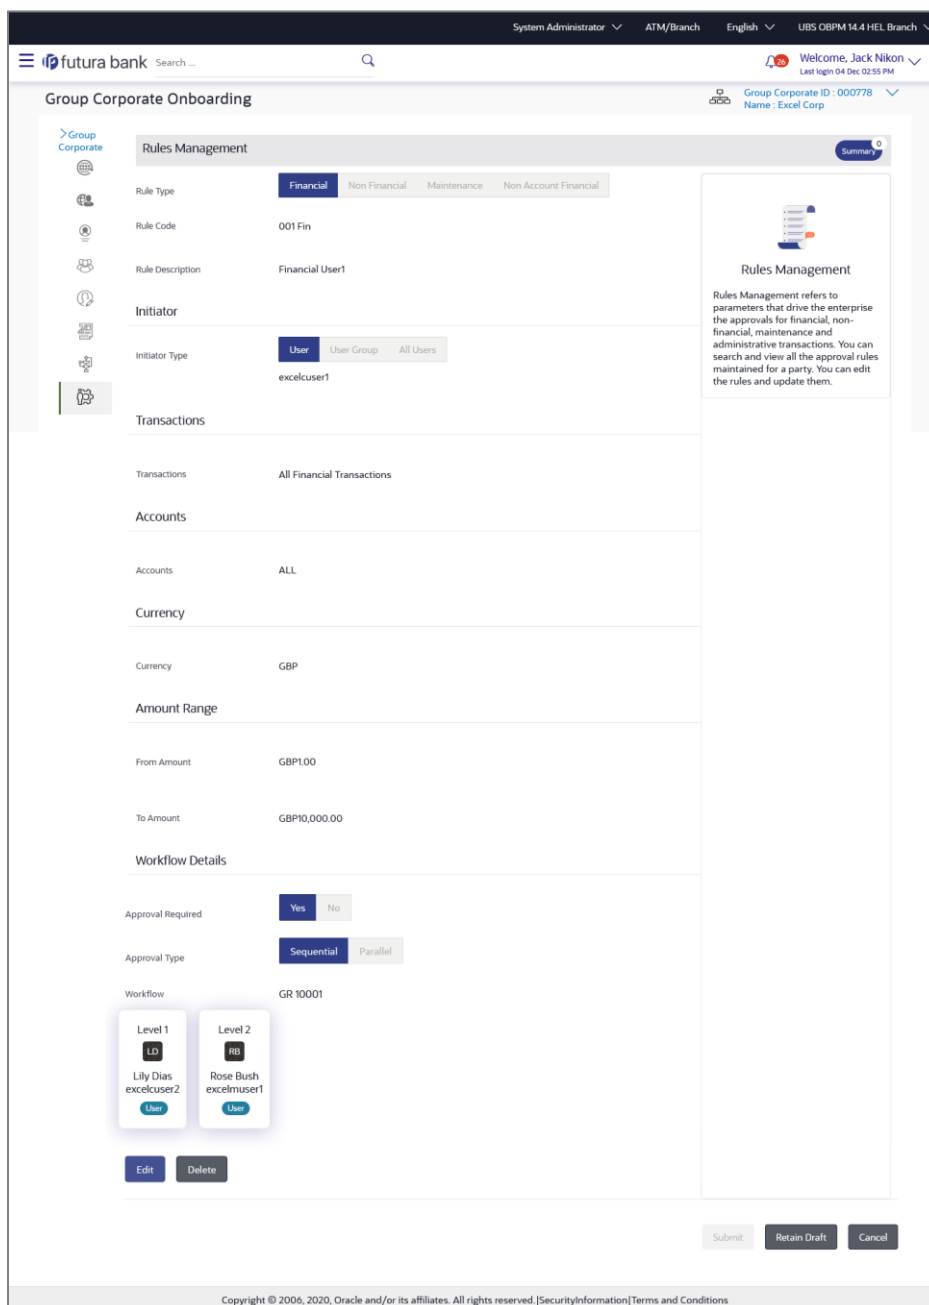 System Administrator ATM/Branch English UBS OBPM 14.4 HEL Branch
futura bank Search ... 26 Welcome, Jack Nikon
Last login 04 Dec 02:55 PM
Group Corporate Onboarding
Group Corporate ID : 000778
Name : Excel Corp
Group
Corporate
Rules Management
Summary 0
Rule Type Financial Non Financial Maintenance Non Account Financial
Rule Code 001 Fin
Rule Description Financial User1
Initiator
Initiator Type User User Group All Users
excelcuser1
Transactions
Transactions All Financial Transactions
Accounts
Accounts ALL
Currency
Currency GBP
Amount Range
From Amount GBP1.00
To Amount GBP10,000.00
Workflow Details
Approval Required Yes No
Approval Type Sequential Parallel
Workflow GR 10001
Level 1 Level 2
LD RB
Lily Dias Rose Bush
excelcuser2 excelmuser1
User User
Edit Delete
Rules Management
Rules Management refers to
parameters that drive the enterprise
the approvals for financial, non-
financial, maintenance and
administrative transactions. You can
search and view all the approval rules
maintained for a party. You can edit
the rules and update them.
Submit Retain Draft Cancel
Copyright © 2006, 2020, Oracle and/or its affiliates. All rights reserved.|SecurityInformation|Terms and Conditions